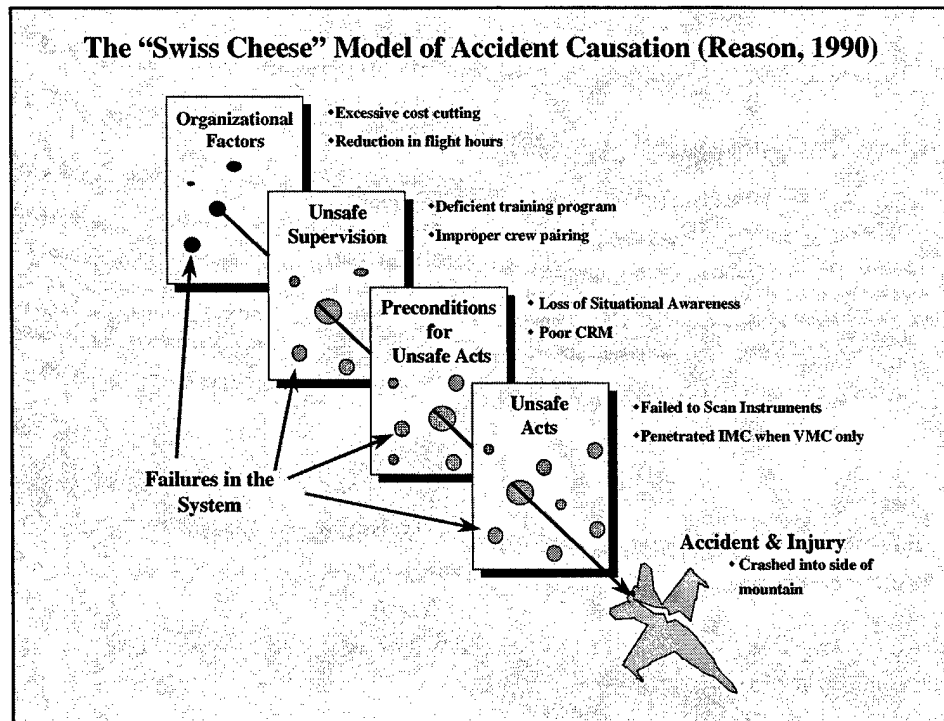 The “Swiss Cheese” Model of Accident Causation (Reason, 1990)
Organizational
Factors
•Excessive cost cutting
•Reduction in flight hours
Unsafe
Supervision
•Deficient training program
•Improper crew pairing
Preconditions
for
Unsafe Acts
• Loss of Situational Awareness
• Poor CRM
Unsafe
Acts
•Failed to Scan Instruments
•Penetrated IMC when VMC only
Failures in the
System
Accident & Injury
• Crashed into side of
mountain